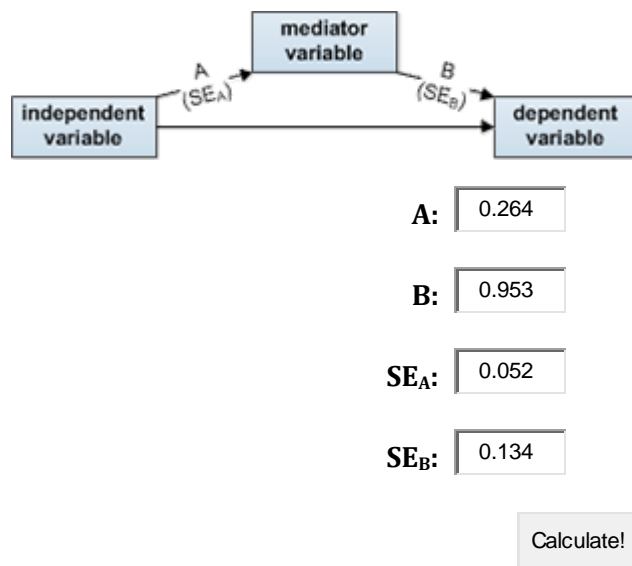 mediator
variable
A
(SEA)
B
(SEB)
independent
variable
dependent
variable
A: 0.264
B: 0.953
SEA: 0.052
SEB: 0.134
Calculate!